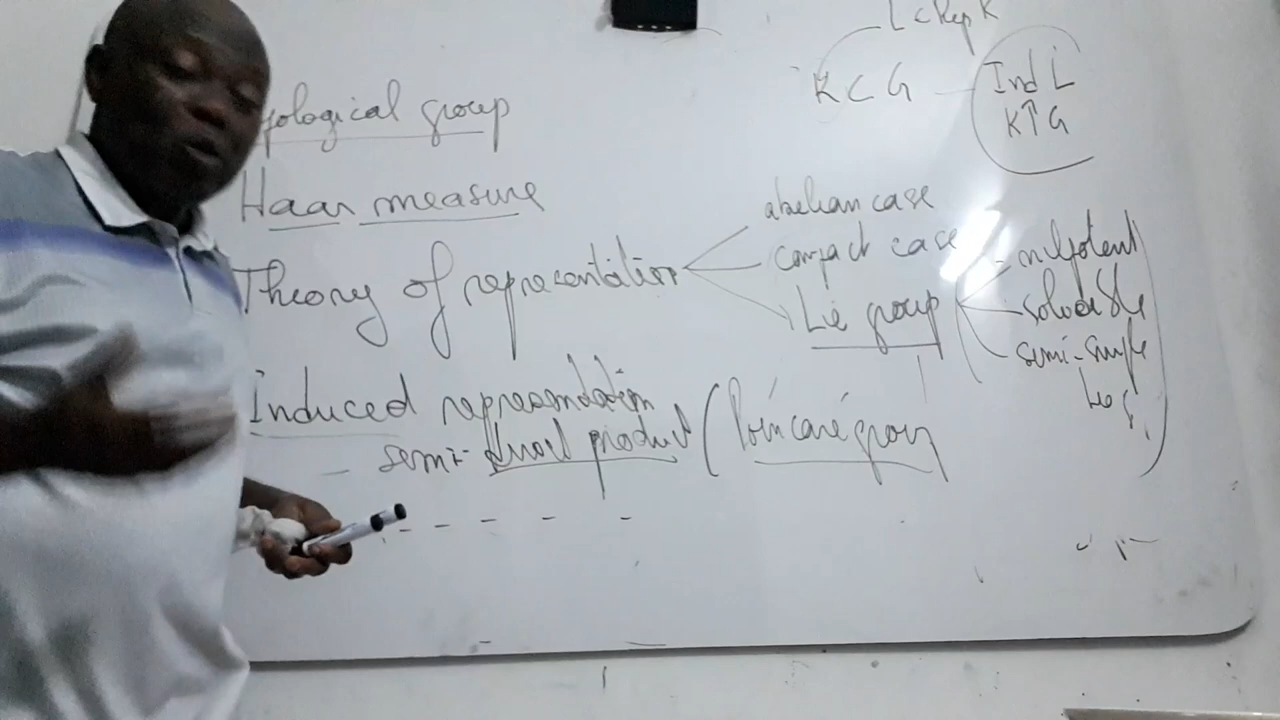 L ∈ Rep K
K ⊂ G
Ind L
K↑G
pological group
Haar measure
Theory of representation
abelian case
compact case
Lie group
nilpotent
solvable
semi-simple
Induced representation
semi-direct product (Poincaré group